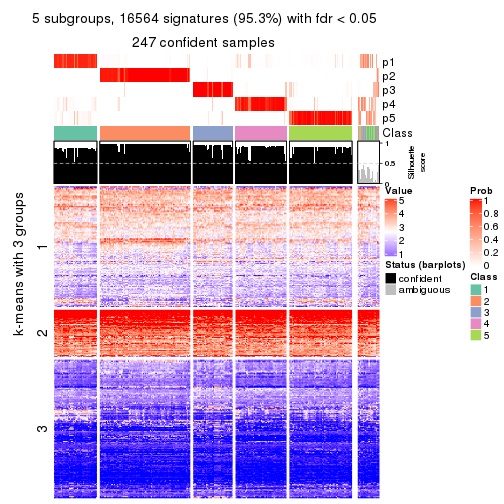 5 subgroups, 16564 signatures (95.3%) with fdr < 0.05
247 confident samples
p1
p2
p3
p4
p5
Class
1
0.5
0
Silhouette
score
k-means with 3 groups
1
2
3
Value
5
4
3
2
1
Status (barplots)
confident
ambiguous
Prob
1
0.8
0.6
0.4
0.2
0
Class
1
2
3
4
5